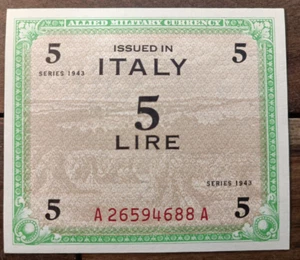 ALLIED MILITARY CURRENCY
ISSUED IN
5 ITALY 5
SERIES 1943
5
LIRE
SERIES 1943
5 A 26594688 A 5